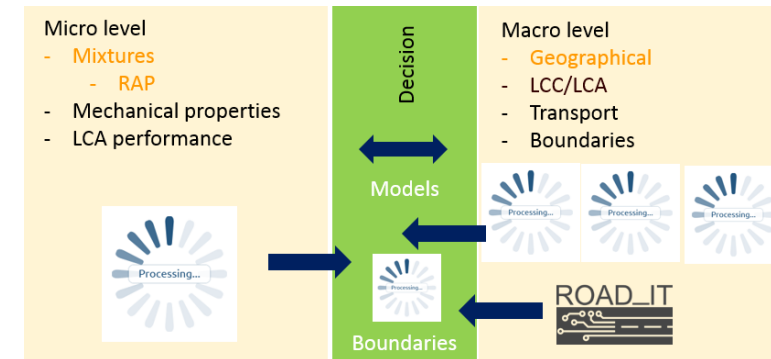 Micro level
- Mixtures
- RAP
- Mechanical properties
- LCA performance
Processing...
Decision
Models
Processing...
Boundaries
Macro level
- Geographical
- LCC/LCA
- Transport
- Boundaries
Processing...
Processing...
Processing...
ROAD_IT